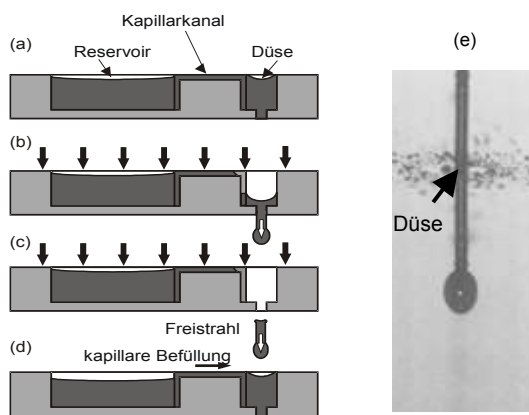 (a)
Kapillarkanal
Reservoir
Düse
(b)
(c)
Freistrahl
(d)
kapillare Befüllung
(e)
Düse